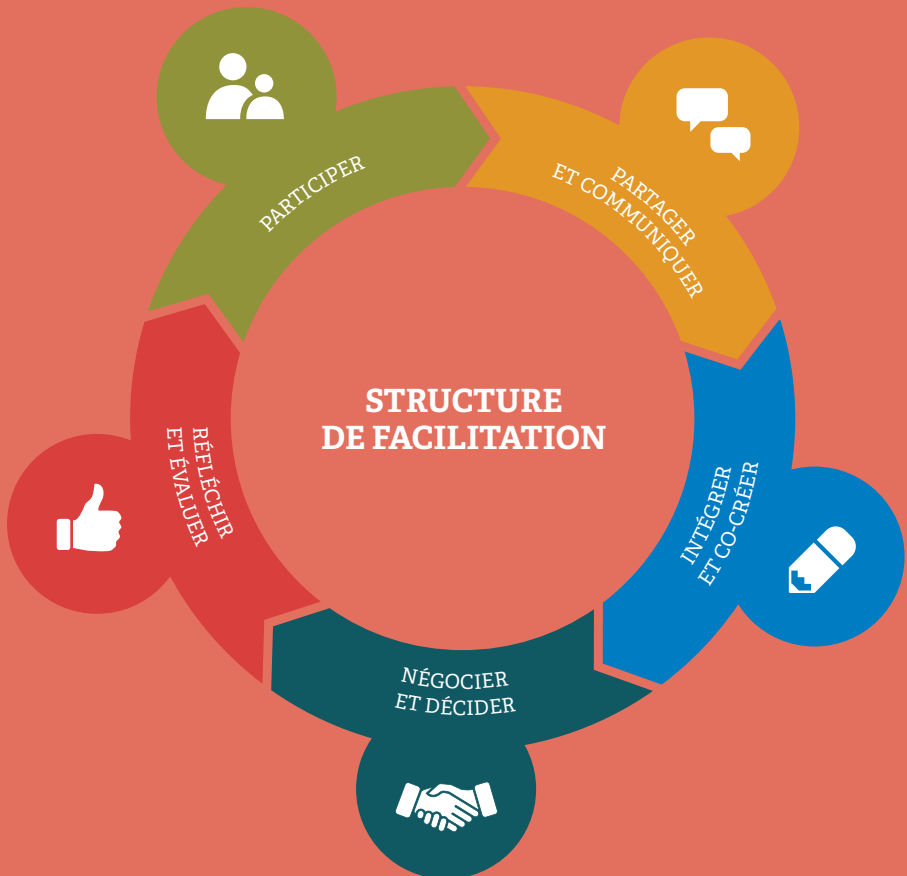 STRUCTURE
DE FACILITATION
PARTICIPER
PARTAGER
ET COMMUNIQUER
INTÉGRER
ET CO-CRÉER
NÉGOCIER
ET DÉCIDER
RÉFLÉCHIR
ET ÉVALUER